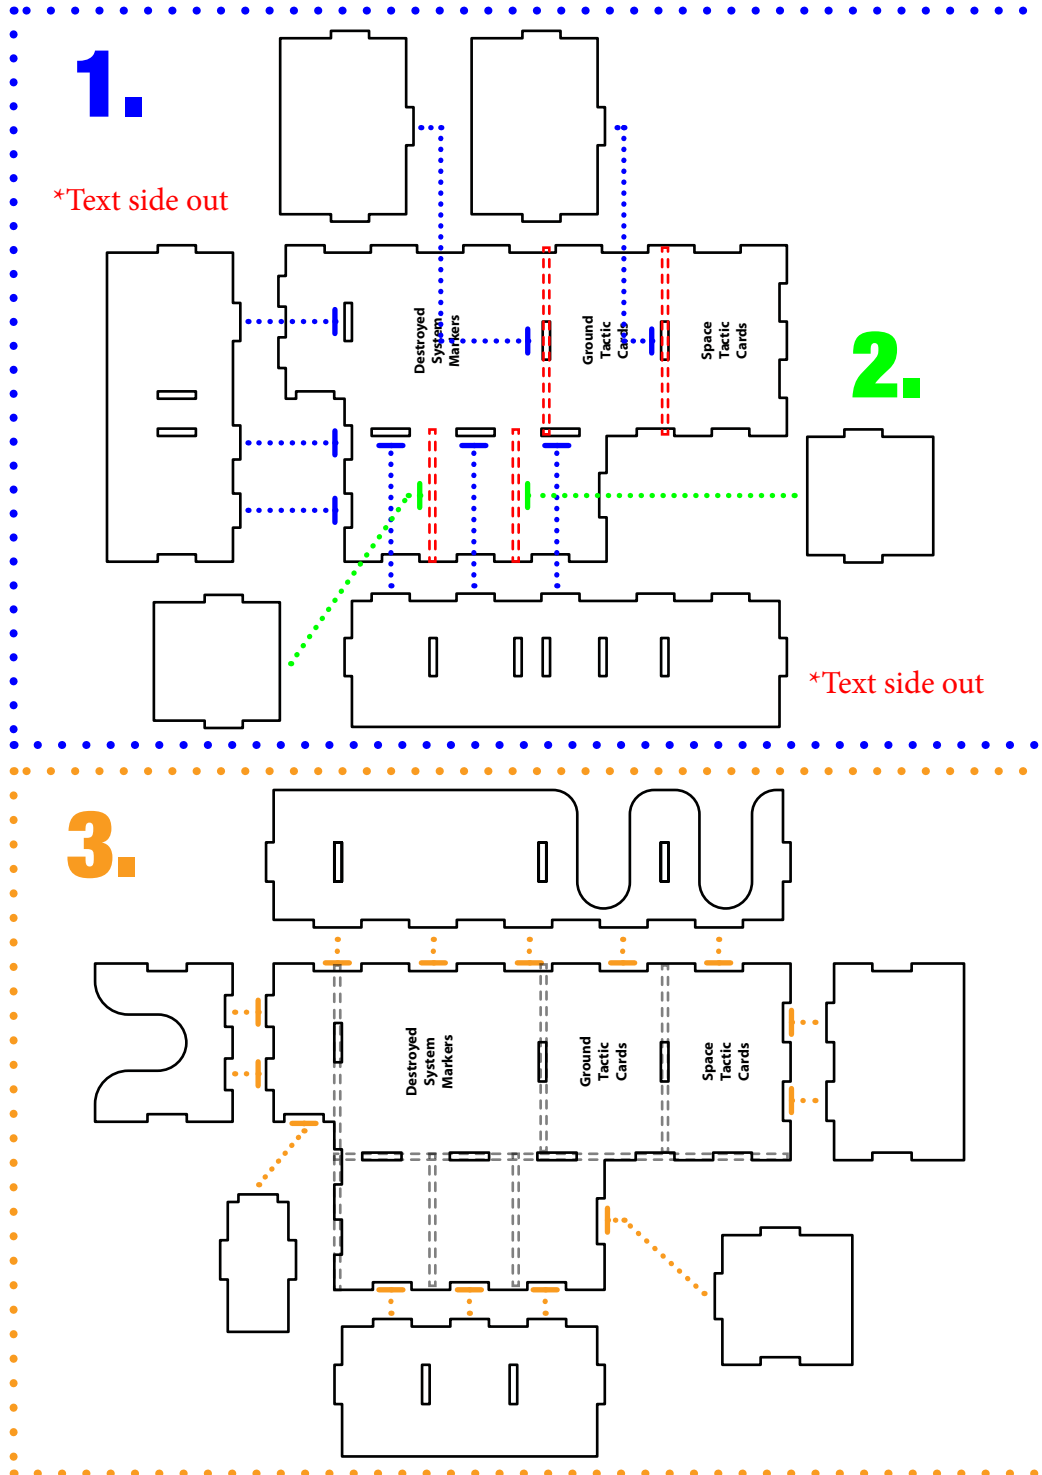 1.
*Text side out
Destroyed
System
Markers
Ground
Tactic
Cards
Space
Tactic
Cards
2.
*Text side out
3.
Destroyed
System
Markers
Ground
Tactic
Cards
Space
Tactic
Cards